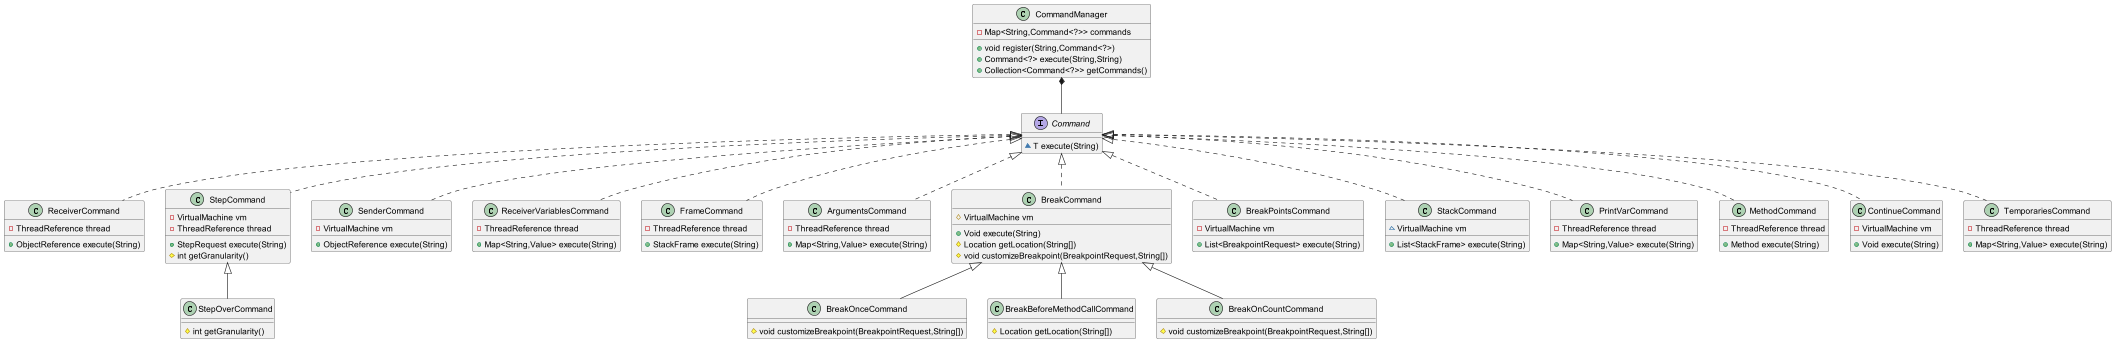 C CommandManager
Map<String,Command<?>> commands
void register(String,Command<?>)
Command<?> execute(String,String)
Collection<Command<?>> getCommands()
I Command
T execute(String)
C ReceiverCommand
ThreadReference thread
ObjectReference execute(String)
C StepCommand
VirtualMachine vm
ThreadReference thread
StepRequest execute(String)
int getGranularity()
C SenderCommand
VirtualMachine vm
ObjectReference execute(String)
C ReceiverVariablesCommand
ThreadReference thread
Map<String,Value> execute(String)
C FrameCommand
ThreadReference thread
StackFrame execute(String)
C ArgumentsCommand
ThreadReference thread
Map<String,Value> execute(String)
C BreakCommand
VirtualMachine vm
Void execute(String)
Location getLocation(String[])
void customizeBreakpoint(BreakpointRequest,String[])
C BreakPointsCommand
VirtualMachine vm
List<BreakpointRequest> execute(String)
C StackCommand
VirtualMachine vm
List<StackFrame> execute(String)
C PrintVarCommand
ThreadReference thread
Map<String,Value> execute(String)
C MethodCommand
ThreadReference thread
Method execute(String)
C ContinueCommand
VirtualMachine vm
Void execute(String)
C TemporariesCommand
ThreadReference thread
Map<String,Value> execute(String)
C StepOverCommand
int getGranularity()
C BreakOnceCommand
void customizeBreakpoint(BreakpointRequest,String[])
C BreakBeforeMethodCallCommand
Location getLocation(String[])
C BreakOnCountCommand
void customizeBreakpoint(BreakpointRequest,String[])